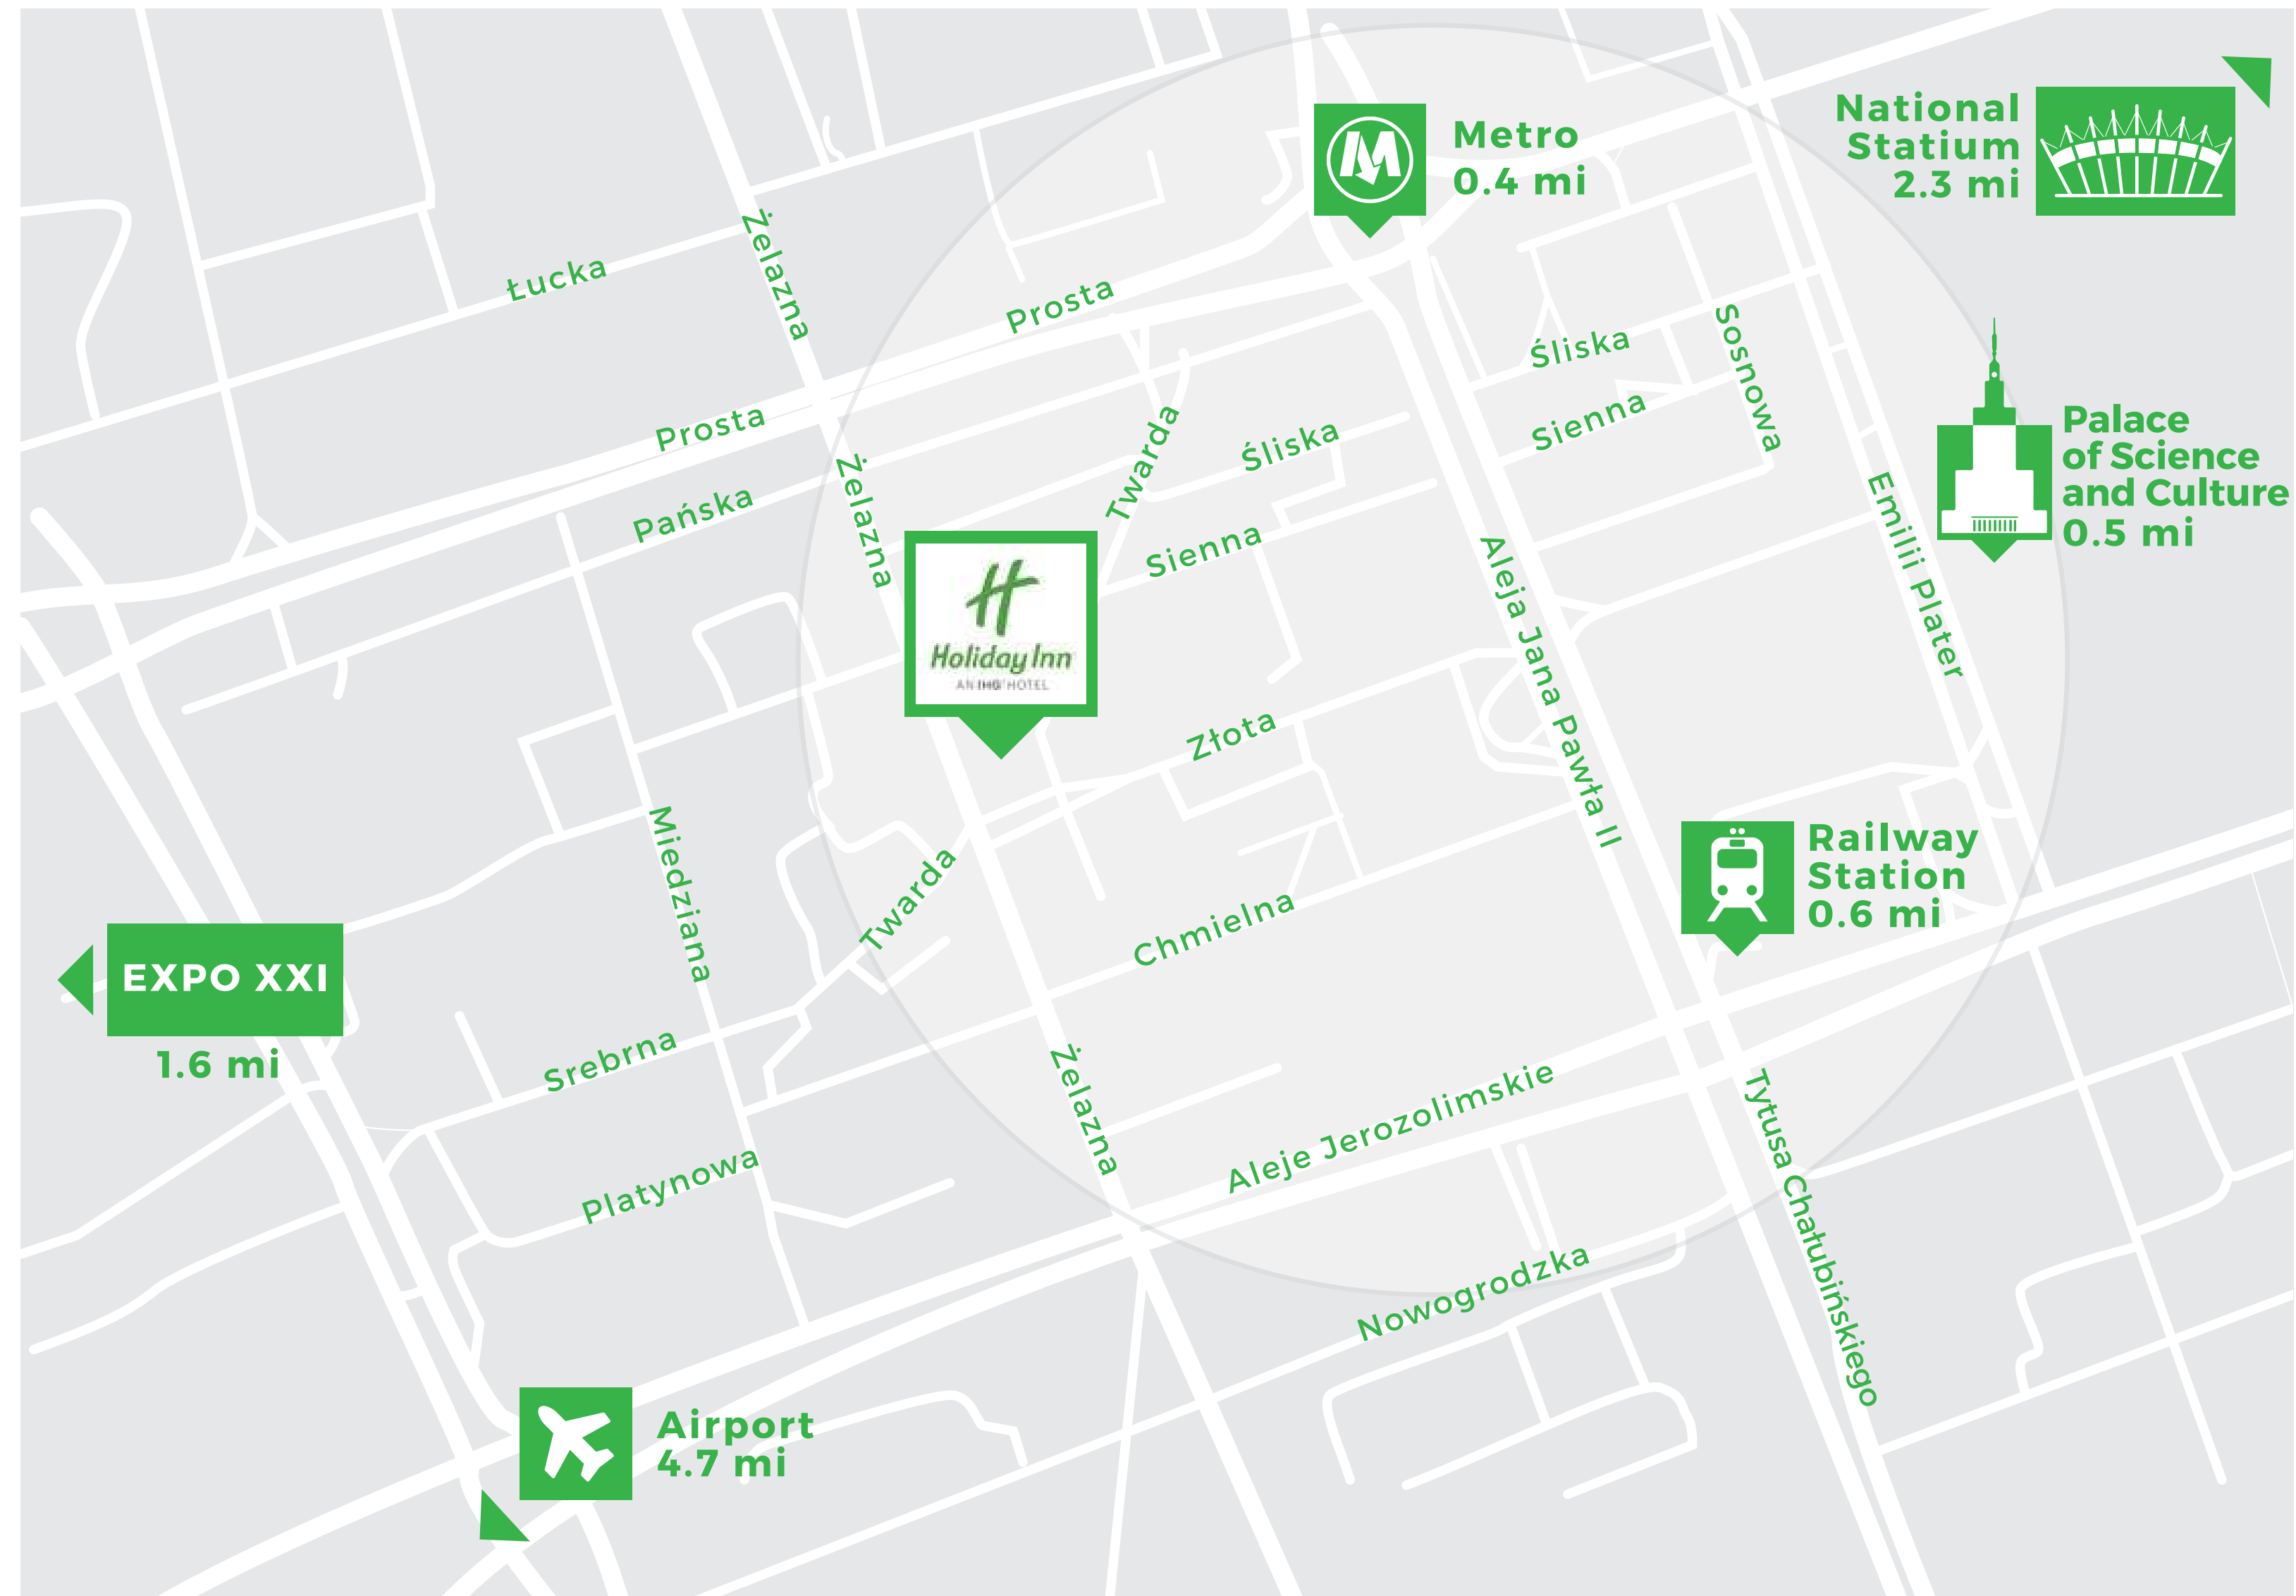 National
Statium
2.3 mi
Metro
0.4 mi
Żelazna
Łucka
Prosta
Śliska
Sosnowa
Sienna
Prosta
Twarda
Śliska
Palace
of Science
and Culture
0.5 mi
Pańska
Żelazna
Sienna
Emilii Plater
Aleja Jana Pawła II
Holiday Inn
AN IHG HOTEL
Złota
Miedziana
Twarda
Railway
Station
0.6 mi
Chmielna
EXPO XXI
1.6 mi
Srebrna
Żelazna
Aleje Jerozolimskie
Tytusa Chałubińskiego
Platynowa
Nowogrodzka
Airport
4.7 mi